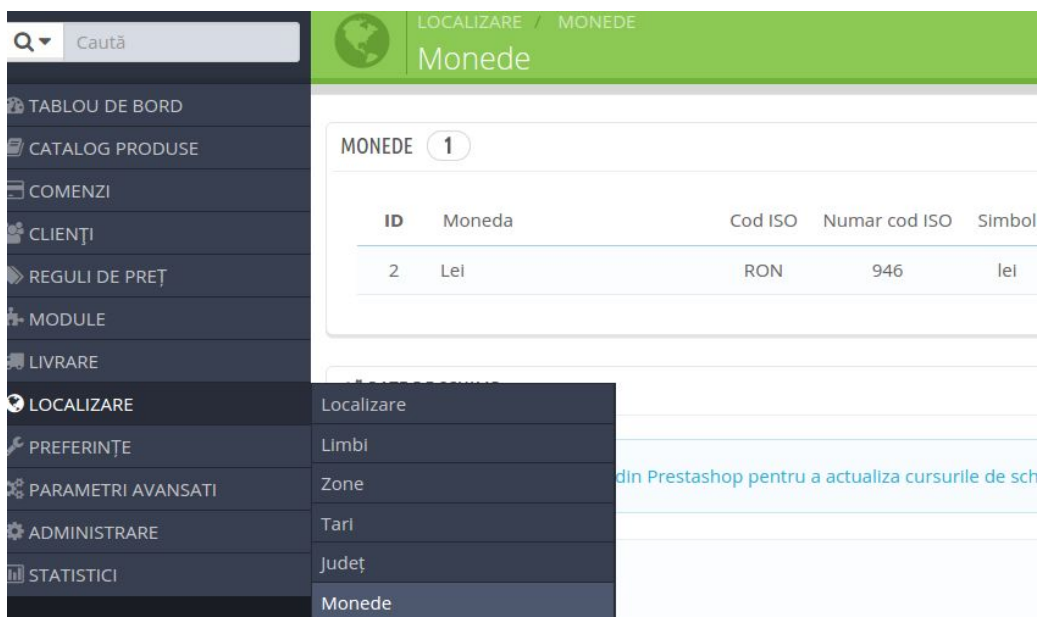 LOCALIZARE / MONEDE
Caută
Monede
TABLOU DE BORD
CATALOG PRODUSE
COMENZI
CLIENŢI
REGULI DE PREȚ
MODULE
LIVRARE
LOCALIZARE
PREFERINȚE
PARAMETRI AVANSATI
ADMINISTRARE
STATISTICI
MONEDE 1
ID Moneda Cod ISO Numar cod ISO Simbol
2 Lei RON 946 lei
Localizare
Limbi
Zone
Tari
Județ
Monede
din Prestashop pentru a actualiza cursurile de sch